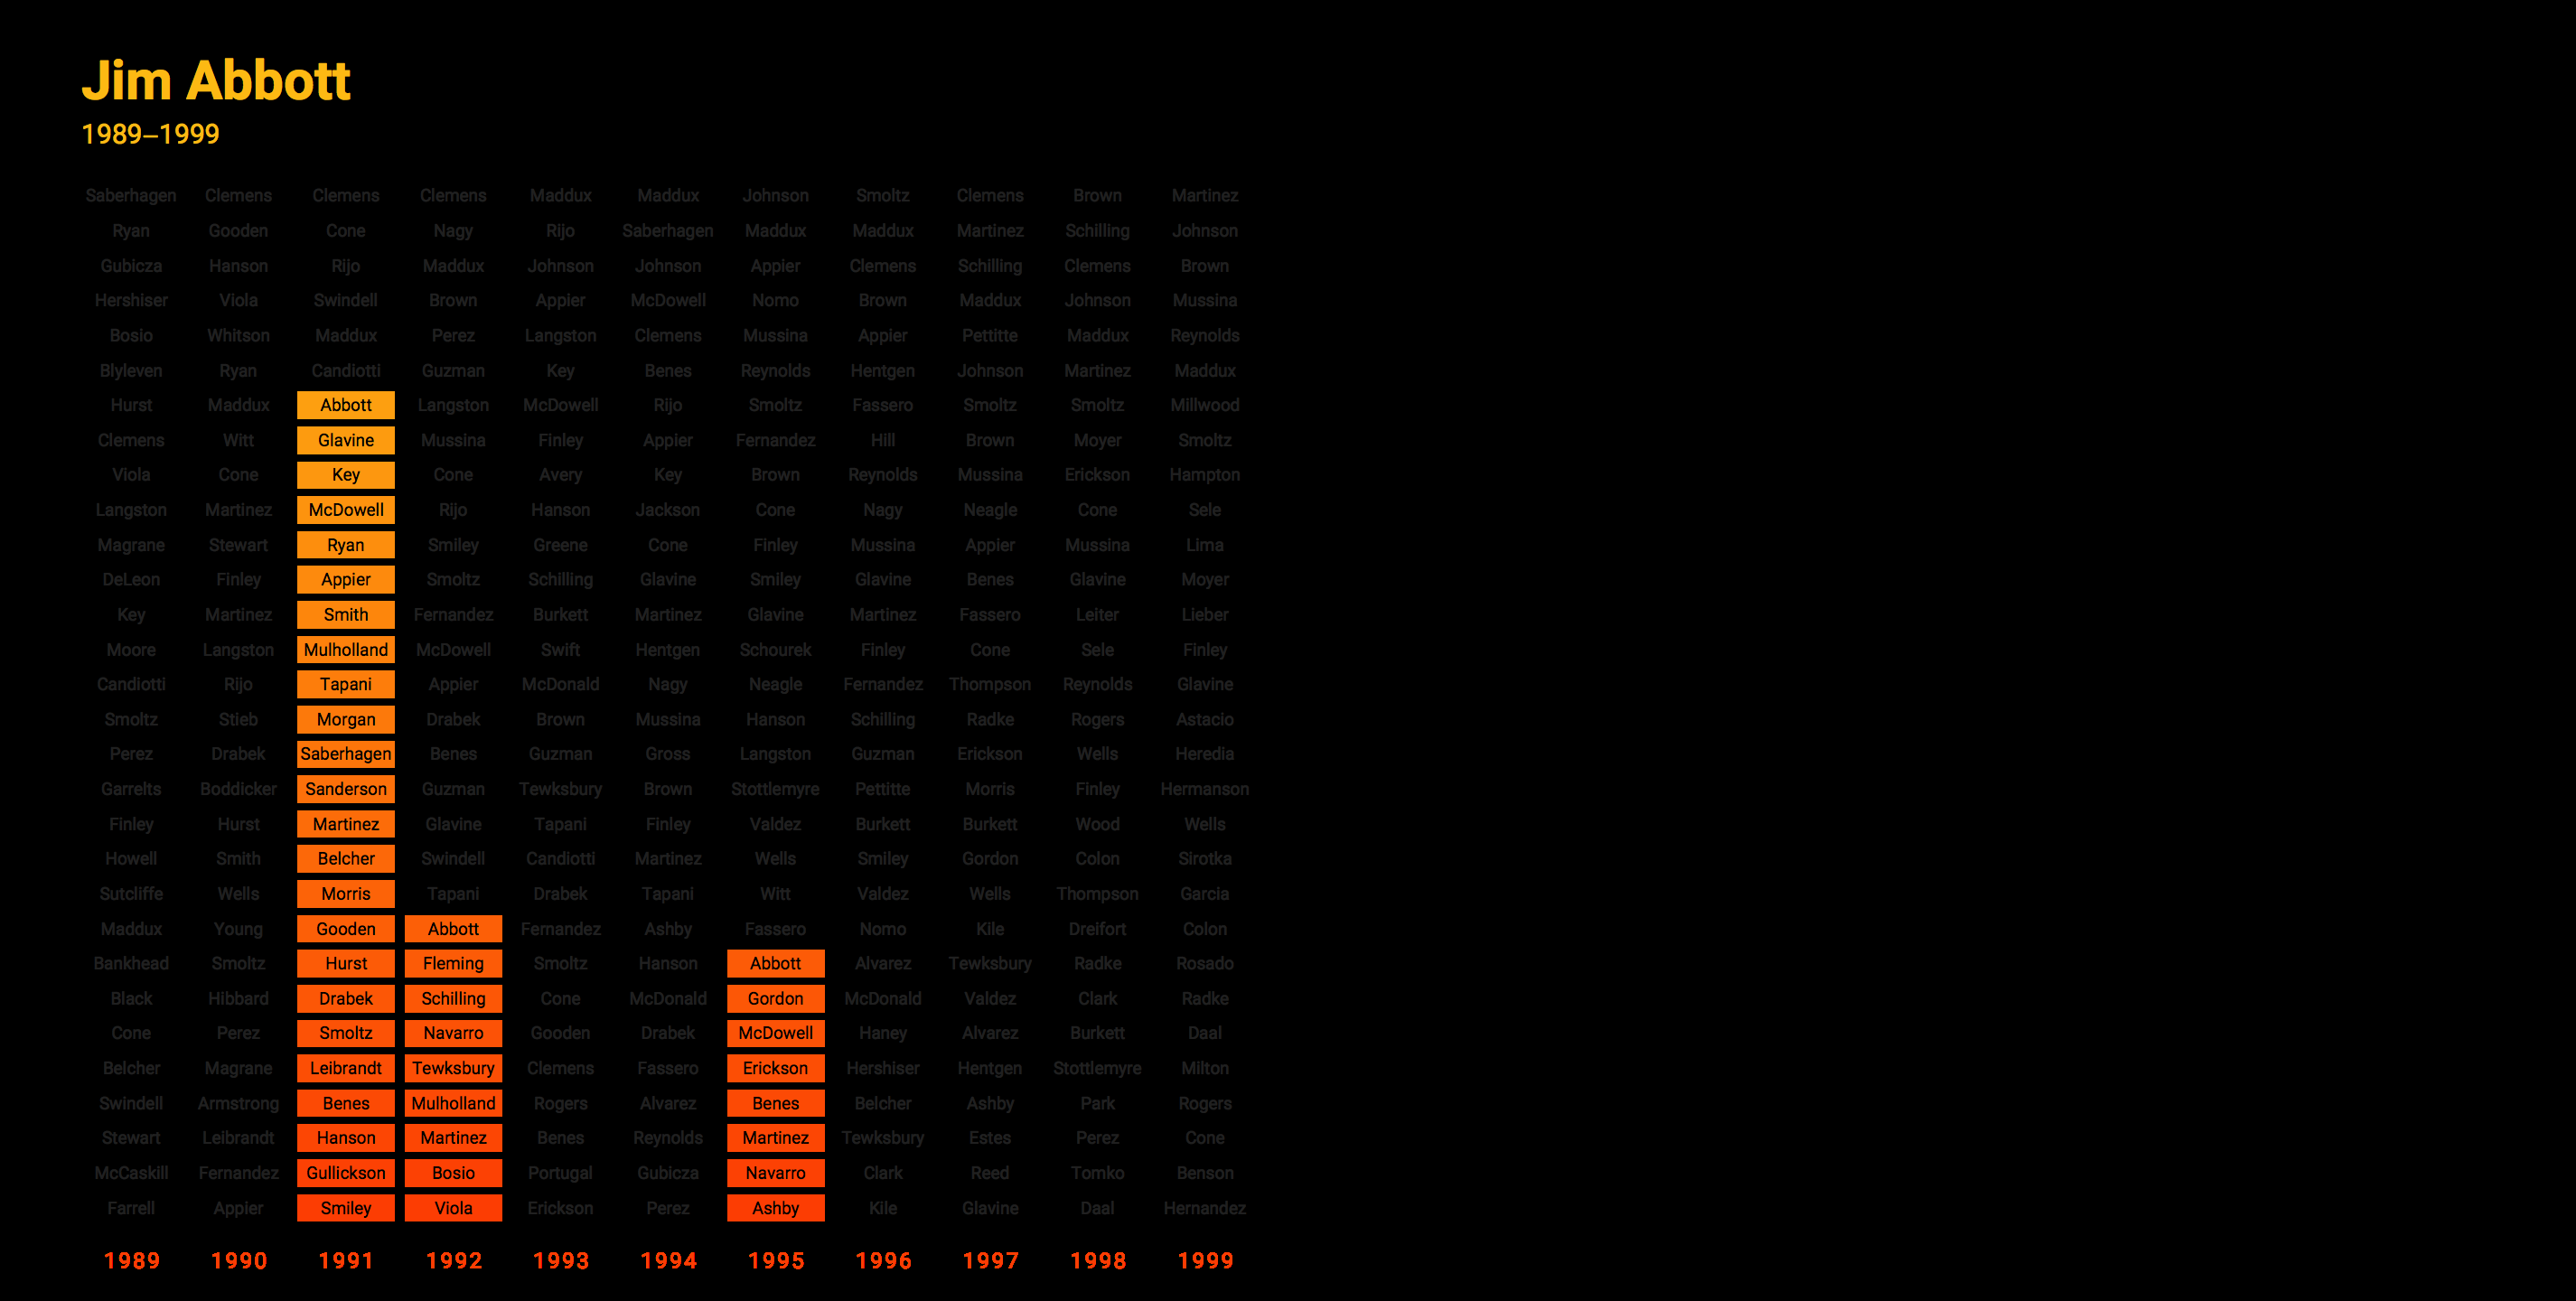 Jim Abbott
1989–1999
Saberhagen Clemens Clemens Clemens Maddux Maddux Johnson Smoltz Clemens Brown Martinez
Ryan Gooden Cone Nagy Rijo Saberhagen Maddux Maddux Martinez Schilling Johnson
Gubicza Hanson Rijo Maddux Johnson Johnson Appier Clemens Schilling Clemens Brown
Hershiser Viola Swindell Brown Appier McDowell Nomo Brown Maddux Johnson Mussina
Bosio Whitson Maddux Perez Langston Clemens Mussina Appier Pettitte Maddux Reynolds
Blyleven Ryan Candiotti Guzman Key Benes Reynolds Hentgen Johnson Martinez Maddux
Hurst Maddux Abbott Langston McDowell Rijo Smoltz Fassero Smoltz Smoltz Millwood
Clemens Witt Glavine Mussina Finley Appier Fernandez Hill Brown Moyer Smoltz
Viola Cone Key Cone Avery Key Brown Reynolds Mussina Erickson Hampton
Langston Martinez McDowell Rijo Hanson Jackson Cone Nagy Neagle Cone Sele
Magrane Stewart Ryan Smiley Greene Cone Finley Mussina Appier Mussina Lima
DeLeon Finley Appier Smoltz Schilling Glavine Smiley Glavine Benes Glavine Moyer
Key Martinez Smith Fernandez Burkett Martinez Glavine Martinez Fassero Leiter Lieber
Moore Langston Mulholland McDowell Swift Hentgen Schourek Finley Cone Sele Finley
Candiotti Rijo Tapani Appier McDonald Nagy Neagle Fernandez Thompson Reynolds Glavine
Smoltz Stieb Morgan Drabek Brown Mussina Hanson Schilling Radke Rogers Astacio
Perez Drabek Saberhagen Benes Guzman Gross Langston Guzman Erickson Wells Heredia
Garrelts Boddicker Sanderson Guzman Tewksbury Brown Stottlemyre Pettitte Morris Finley Hermanson
Finley Hurst Martinez Glavine Tapani Finley Valdez Burkett Burkett Wood Wells
Howell Smith Belcher Swindell Candiotti Martinez Wells Smiley Gordon Colon Sirotka
Sutcliffe Wells Morris Tapani Drabek Tapani Witt Valdez Wells Thompson Garcia
Maddux Young Gooden Abbott Fernandez Ashby Fassero Nomo Kile Dreifort Colon
Bankhead Smoltz Hurst Fleming Smoltz Hanson Abbott Alvarez Tewksbury Radke Rosado
Black Hibbard Drabek Schilling Cone McDonald Gordon McDonald Valdez Clark Radke
Cone Perez Smoltz Navarro Gooden Drabek McDowell Haney Alvarez Burkett Daal
Belcher Magrane Leibrandt Tewksbury Clemens Fassero Erickson Hershiser Hentgen Stottlemyre Milton
Swindell Armstrong Benes Mulholland Rogers Alvarez Benes Belcher Ashby Park Rogers
Stewart Leibrandt Hanson Martinez Benes Reynolds Martinez Tewksbury Estes Perez Cone
McCaskill Fernandez Gullickson Bosio Portugal Gubicza Navarro Clark Reed Tomko Benson
Farrell Appier Smiley Viola Erickson Perez Ashby Kile Glavine Daal Hernandez
1989 1990 1991 1992 1993 1994 1995 1996 1997 1998 1999